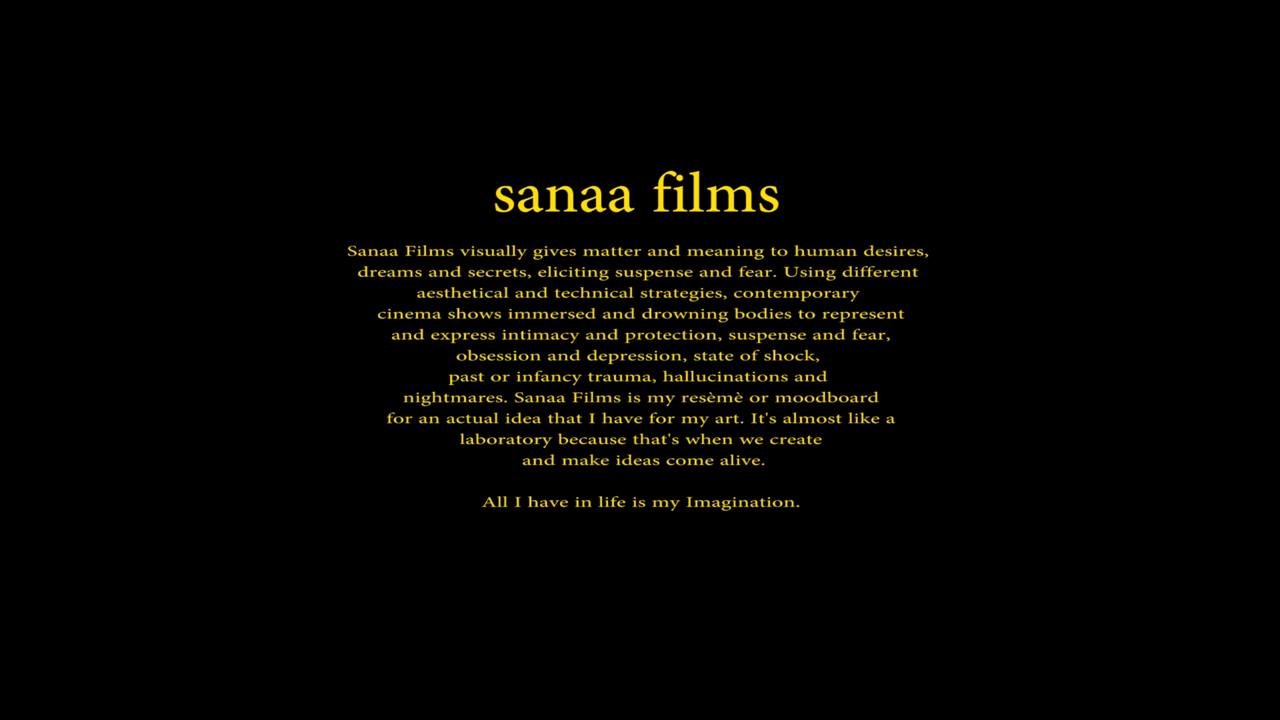 sanaa films
Sanaa Films visually gives matter and meaning to human desires,
dreams and secrets, eliciting suspense and fear. Using different
aesthetical and technical strategies, contemporary
cinema shows immersed and drowning bodies to represent
and express intimacy and protection, suspense and fear,
obsession and depression, state of shock,
past or infancy trauma, hallucinations and
nightmares. Sanaa Films is my resèmè or moodboard
for an actual idea that I have for my art. It's almost like a
laboratory because that's when we create
and make ideas come alive.
All I have in life is my Imagination.